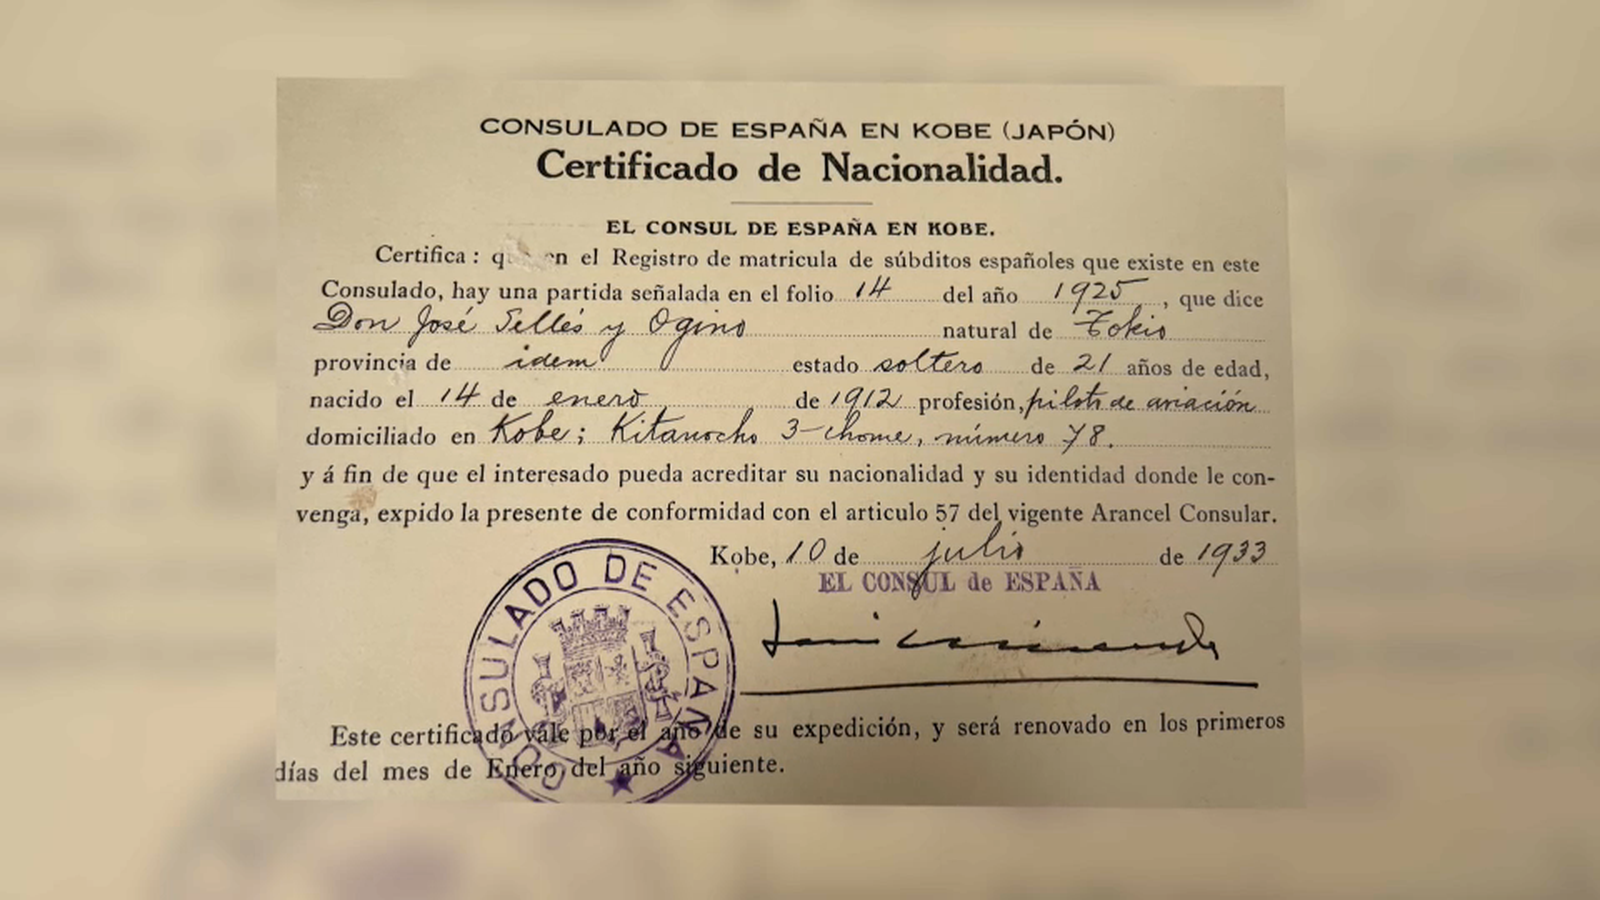 CONSULADO DE ESPAÑA EN KOBE (JAPÓN)
Certificado de Nacionalidad.
EL CONSUL DE ESPAÑA EN KOBE.
Certifica : que en el Registro de matricula de súbditos españoles que existe en este
Consulado, hay una partida señalada en el folio 14 del año 1925, que dice
Don José Sellés y Ogino natural de Tokio
provincia de idem estado soltero de 21 años de edad,
nacido el 14 de enero de 1912 profesión, piloto de aviación
domiciliado en Kobe; Kitanocho 3-chome, número 78.
y á fin de que el interesado pueda acreditar su nacionalidad y su identidad donde le con-
venga, expido la presente de conformidad con el articulo 57 del vigente Arancel Consular.
Kobe, 10 de julio de 1933
EL CONSUL de ESPAÑA
CONSULADO DE ESPAÑA
Este certificado vale por el año de su expedición, y será renovado en los primeros
días del mes de Enero del año siguiente.